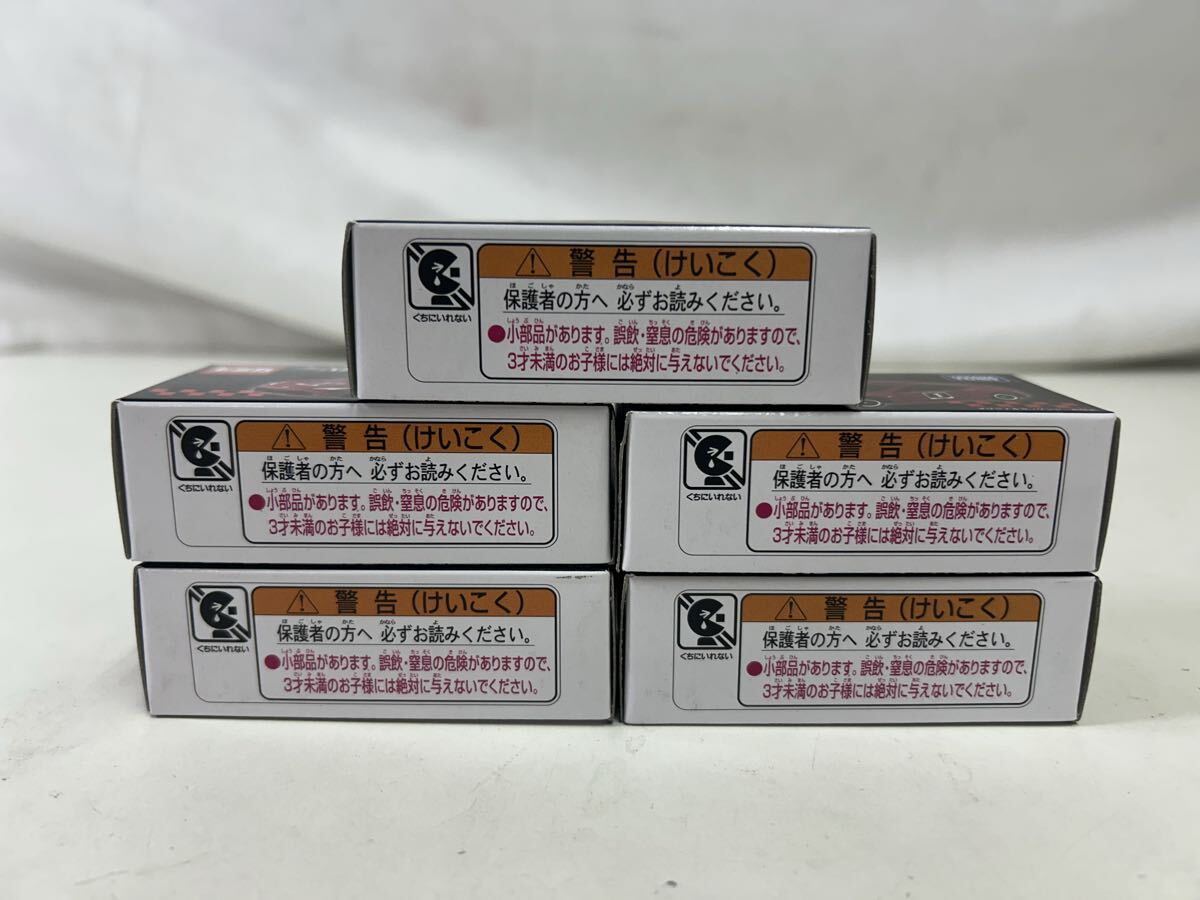 警告(けいこく)
保護者の方へ 必ずお読みください。
くちにいれない
●小部品があります。誤飲・窒息の危険がありますので、
3才未満のお子様には絶対に与えないでください。
警告(けいこく)
保護者の方へ 必ずお読みください。
くちにいれない
●小部品があります。誤飲・窒息の危険がありますので、
3才未満のお子様には絶対に与えないでください。
警告(けいこく)
保護者の方へ 必ずお読みください。
くちにいれない
●小部品があります。誤飲・窒息の危険がありますので、
3才未満のお子様には絶対に与えないでください。
警告(けいこく)
保護者の方へ 必ずお読みください。
くちにいれない
●小部品があります。誤飲・窒息の危険がありますので、
3才未満のお子様には絶対に与えないでください。
警告(けいこく)
保護者の方へ 必ずお読みください。
くちにいれない
●小部品があります。誤飲・窒息の危険がありますので、
3才未満のお子様には絶対に与えないでください。